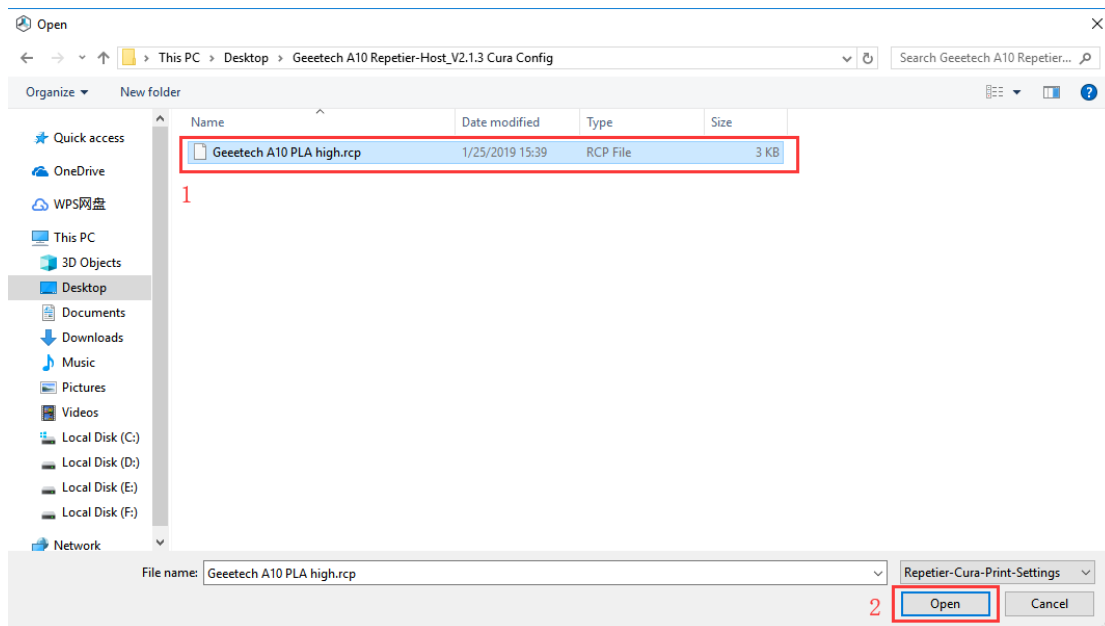 Open
This PC > Desktop > Geeetech A10 Repetier-Host_V2.1.3 Cura Config
Search Geeetech A10 Repetier...
Organize
New folder
Name
Date modified
Type
Size
Quick access
Geeetech A10 PLA high.rcp
1/25/2019 15:39
RCP File
3 KB
1
OneDrive
WPS网盘
This PC
3D Objects
Desktop
Documents
Downloads
Music
Pictures
Videos
Local Disk (C:)
Local Disk (D:)
Local Disk (E:)
Local Disk (F:)
Network
File name:
Geeetech A10 PLA high.rcp
Repetier-Cura-Print-Settings
2
Open
Cancel